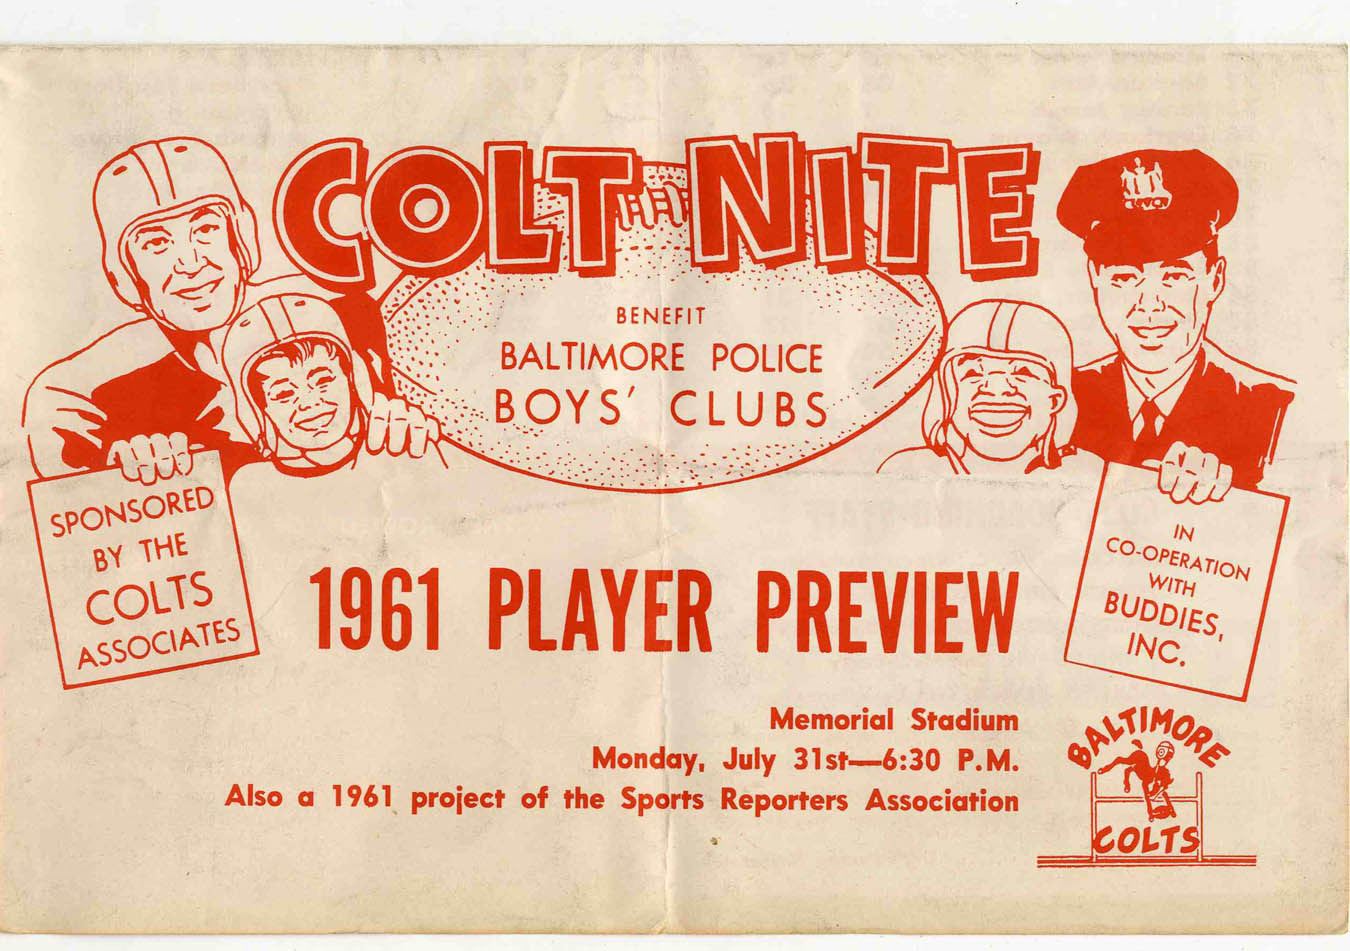 COLT NITE
BENEFIT
BALTIMORE POLICE
BOYS' CLUBS
SPONSORED
BY THE
COLTS
ASSOCIATES
IN
CO-OPERATION
WITH
BUDDIES,
INC.
1961 PLAYER PREVIEW
Memorial Stadium
Monday, July 31st—6:30 P.M.
Also a 1961 project of the Sports Reporters Association
BALTIMORE
COLTS